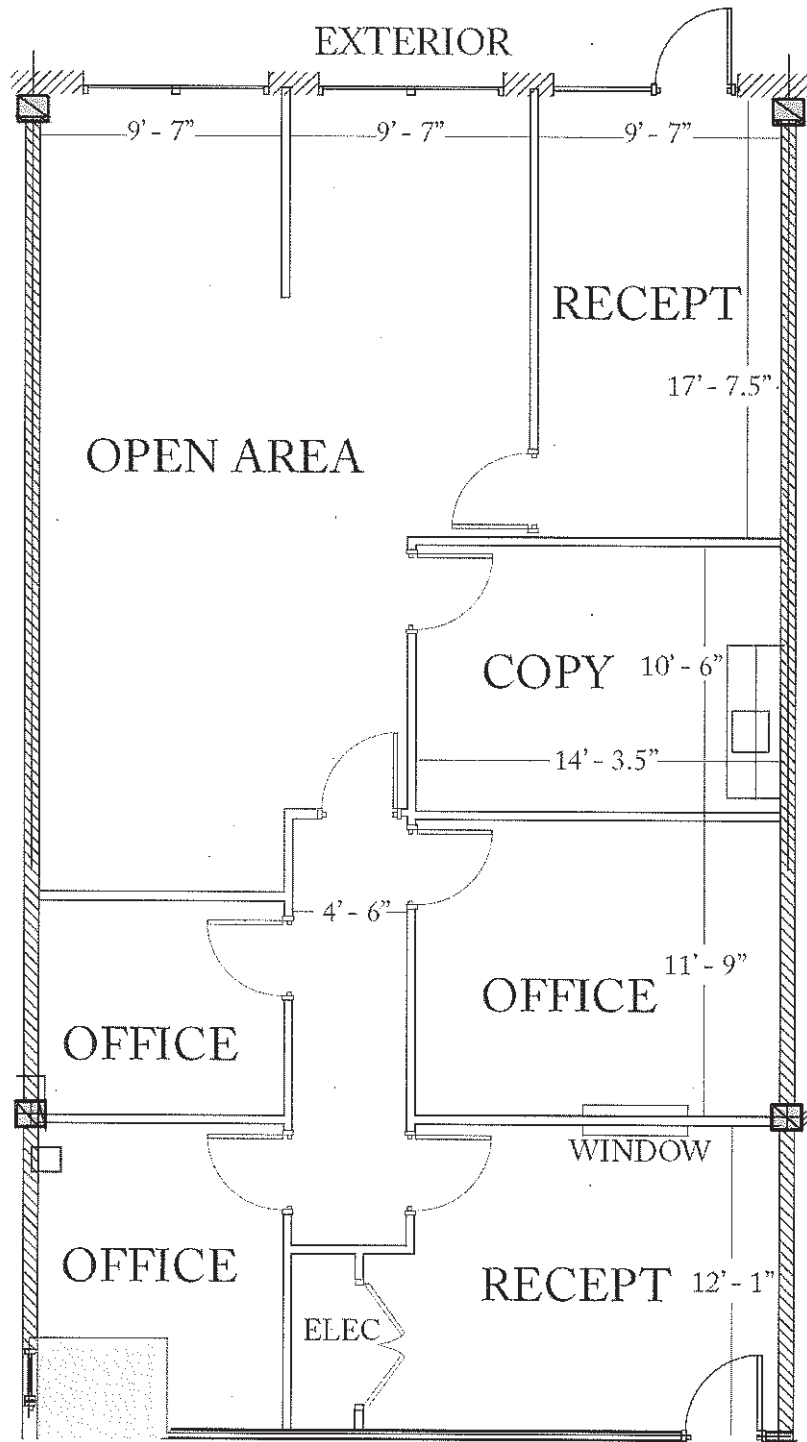 EXTERIOR
9' - 7" 9' - 7" 9' - 7"
RECEPT
17' - 7.5"
OPEN AREA
COPY 10' - 6"
14' - 3.5"
4' - 6"
11' - 9"
OFFICE
OFFICE
WINDOW
OFFICE
RECEPT 12' - 1"
ELEC